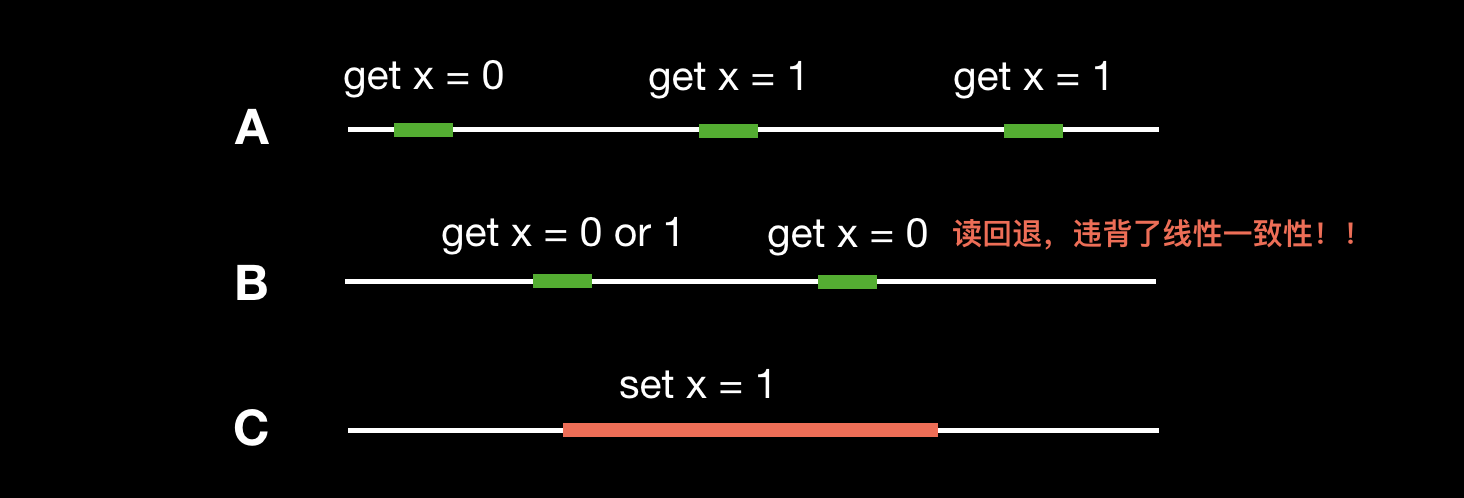 get x = 0 get x = 1 get x = 1
A
get x = 0 or 1 get x = 0 读回退，违背了线性一致性！！
B
set x = 1
C